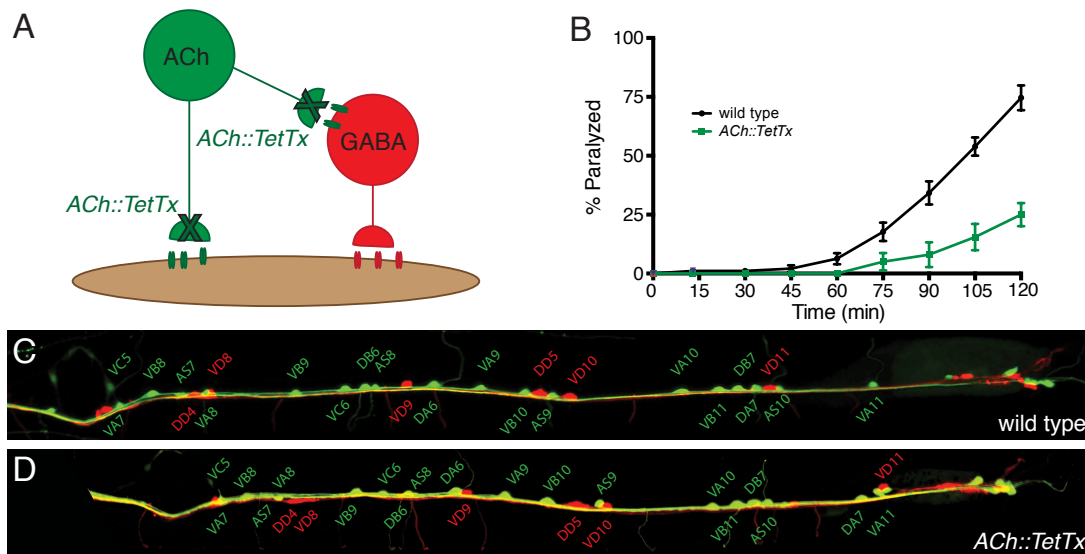 A
ACh
ACh::TetTx
GABA
ACh::TetTx
B
% Paralyzed
100
75
50
25
0
wild type
ACh::TetTx
0 15 30 45 60 75 90 105 120
Time (min)
C
VC5 VB8 AS7 VD8 VB9 DB6 AS8 VA9 DD5 VD10 VA10 DB7 VD11
VA7 DD4 VA8 VC6 VD9 DA6 VB10 AS9 VB11 DA7 AS10 VA11
wild type
D
VC5 VB8 VA8 VC6 AS8 DA6 VA9 VB10 AS9 VA10 DB7 VD11
VA7 AS7 DD4 VD8 VB9 DB6 VD9 DD5 VD10 VB11 AS10 DA7 VA11
ACh::TetTx